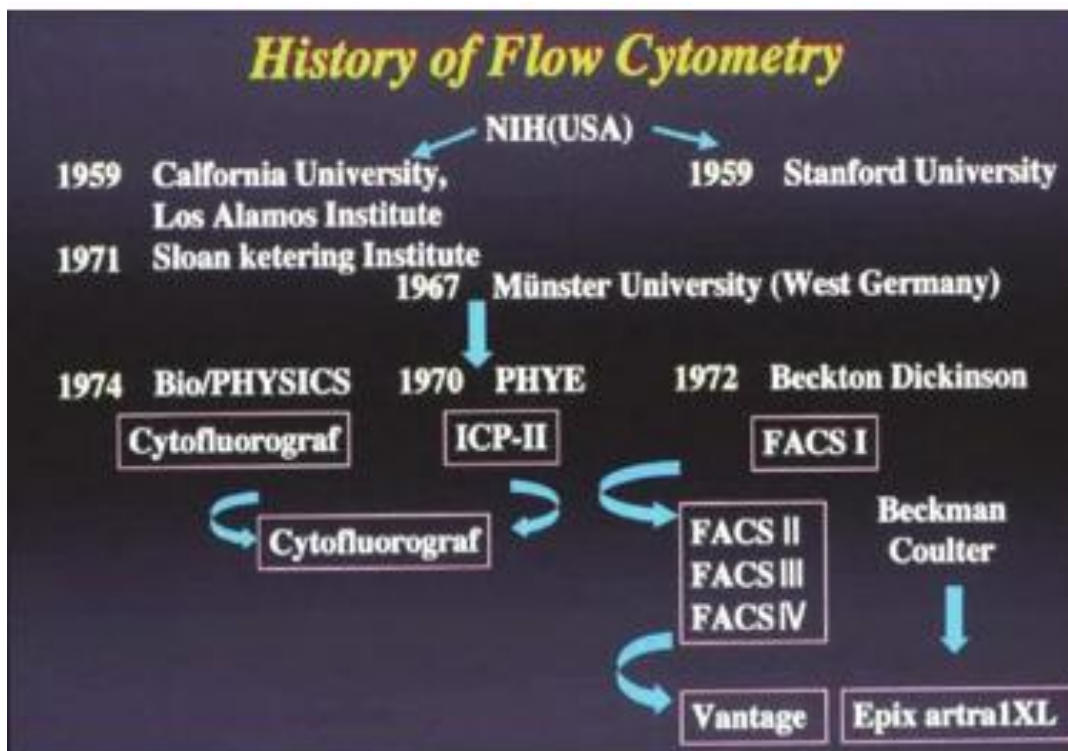 History of Flow Cytometry
NIH(USA)
1959 Calfornia University,
Los Alamos Institute
1959 Stanford University
1971 Sloan ketering Institute
1967 Münster University (West Germany)
1974 Bio/PHYSICS
1970 PHYE
1972 Beckton Dickinson
Cytofluorograf
ICP-II
FACS I
Cytofluorograf
FACS II
FACS III
FACS IV
Beckman
Coulter
Vantage
Epix artra1XL